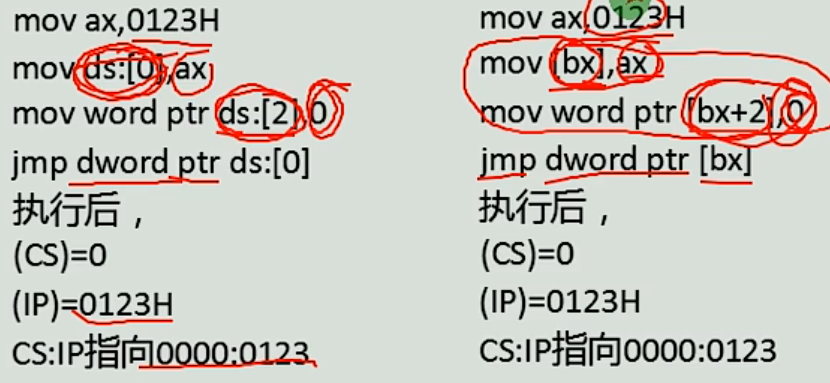 mov ax,0123H
mov ds:[0],ax
mov word ptr ds:[2],0
jmp dword ptr ds:[0]
执行后，
(CS)=0
(IP)=0123H
CS:IP指向0000:0123
mov ax,0123H
mov [bx],ax
mov word ptr [bx+2],0
jmp dword ptr [bx]
执行后，
(CS)=0
(IP)=0123H
CS:IP指向0000:0123